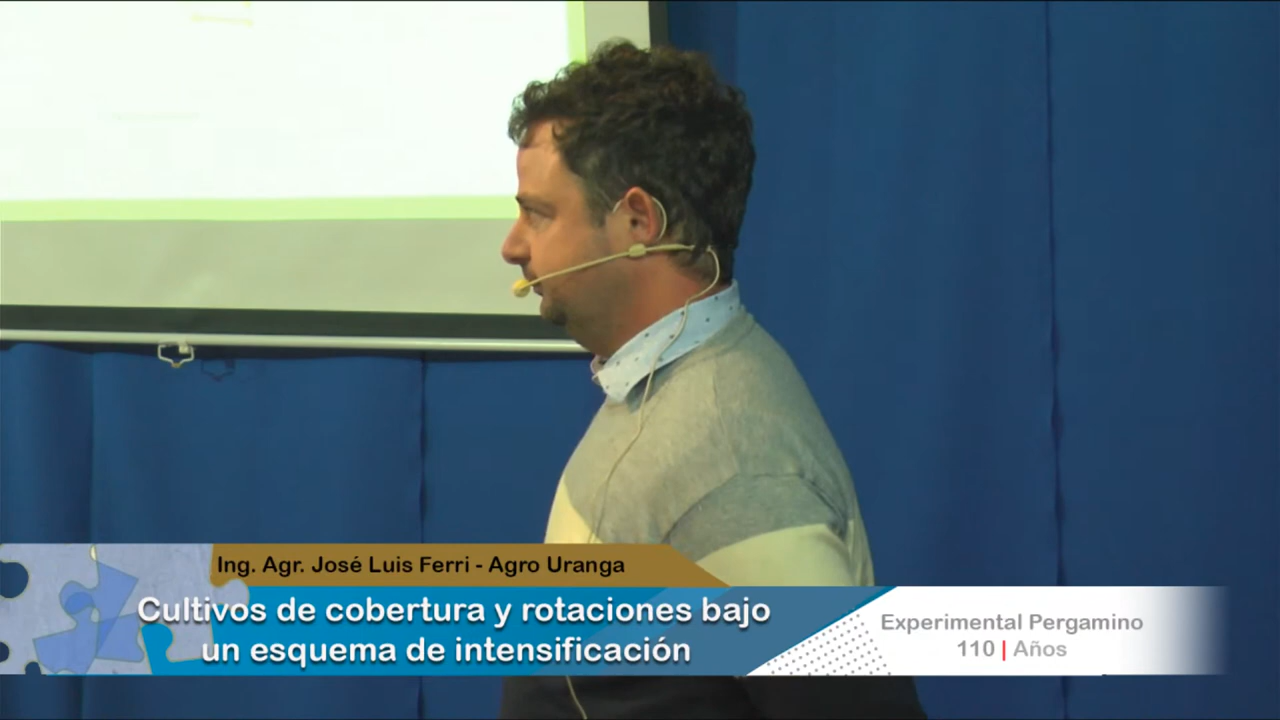 Ing. Agr. José Luis Ferri - Agro Uranga
Cultivos de cobertura y rotaciones bajo
un esquema de intensificación
Experimental Pergamino
110 | Años